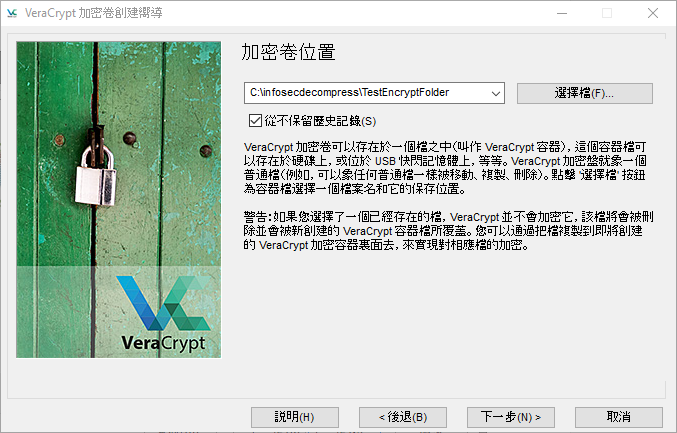 VeraCrypt 加密卷創建嚮導
加密卷位置
C:\infosecdecompress\TestEncryptFolder
選擇檔(F)...
從不保留歷史記錄(S)
VeraCrypt 加密卷可以存在於一個檔之中(叫作 VeraCrypt 容器), 這個容器檔可
以存在於硬碟上, 或位於 USB 快閃記憶體上, 等等。VeraCrypt 加密盤就象一個
普通檔(例如, 可以象任何普通檔一樣被移動、複製、刪除)。點擊 '選擇檔' 按鈕
為容器檔選擇一個檔案名和它的保存位置。
警告:如果您選擇了一個已經存在的檔, VeraCrypt 並不會加密它, 該檔將會被刪
除並會被新創建的 VeraCrypt 容器檔所覆蓋。您可以通過把檔複製到即將創建
的 VeraCrypt 加密容器裏面去, 來實現對相應檔的加密。
VeraCrypt
說明(H)
< 後退(B)
下一步(N) >
取消